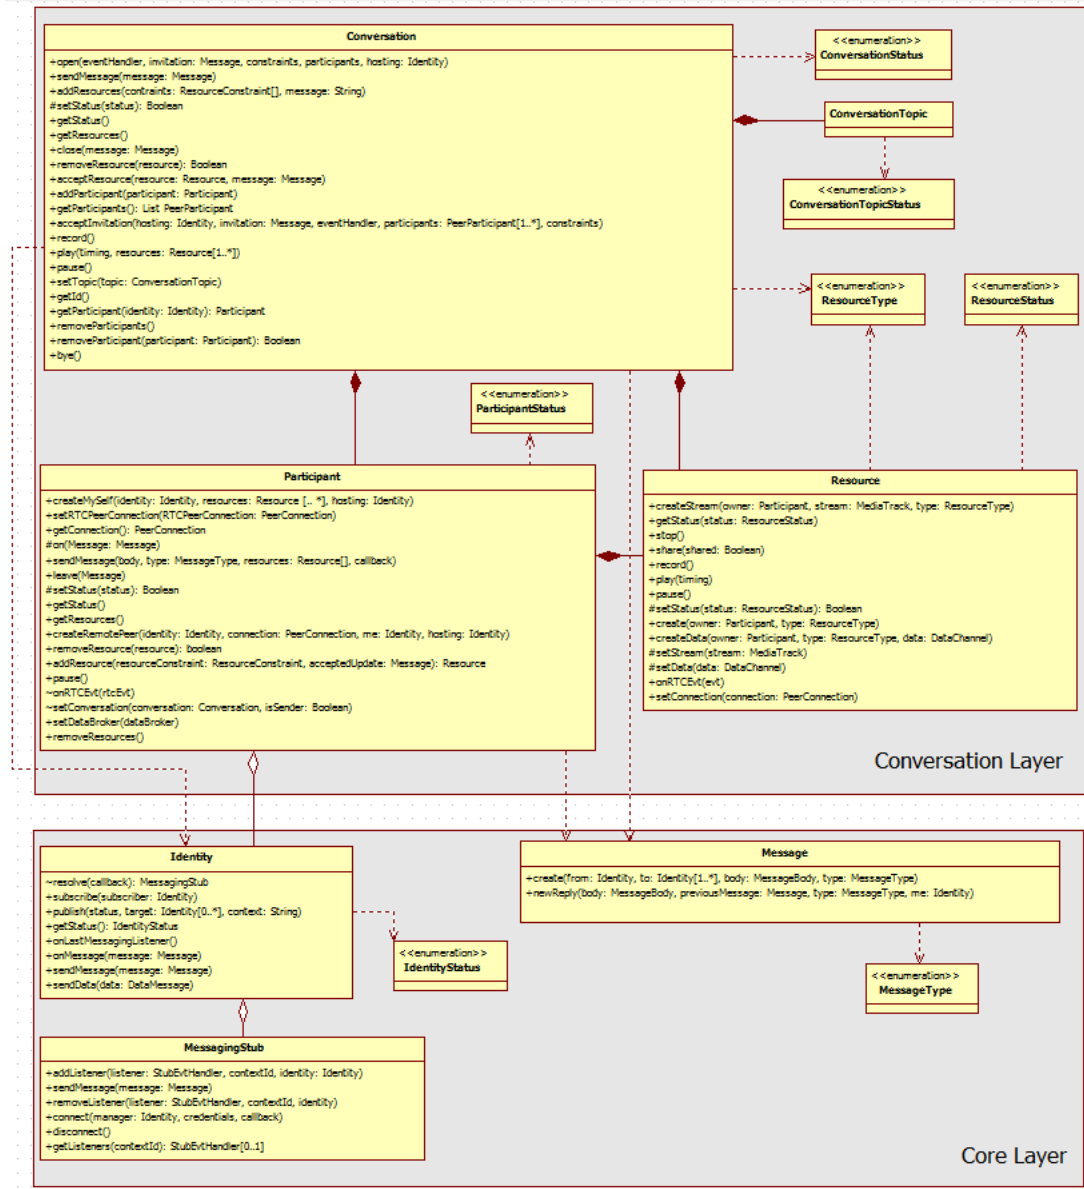 Conversation
+open(eventHandler, invitation: Message, constraints, participants, hosting: Identity)
+sendMessage(message: Message)
+addResources(contraints: ResourceConstraint[], message: String)
#setStatus(status): Boolean
+getStatus()
+getResources()
+close(message: Message)
+removeResource(resource): Boolean
+acceptResource(resource: Resource, message: Message)
+addParticipant(participant: Participant)
+getParticipants(): List PeerParticipant
+acceptInvitation(hosting: Identity, invitation: Message, eventHandler, participants: PeerParticipant[1..*], constraints)
+record()
+play(timing, resources: Resource[1..*])
+pause()
+setTopic(topic: ConversationTopic)
+getId()
+getParticipant(identity: Identity): Participant
+removeParticipants()
+removeParticipant(participant: Participant): Boolean
+bye()
<<enumeration>>
ConversationStatus
ConversationTopic
<<enumeration>>
ConversationTopicStatus
<<enumeration>>
ResourceType
<<enumeration>>
ResourceStatus
<<enumeration>>
ParticipantStatus
Participant
+createMySelf(identity: Identity, resources: Resource [.. *], hosting: Identity)
+setRTCPeerConnection(RTCPeerConnection: PeerConnection)
+getConnection(): PeerConnection
#on(Message: Message)
+sendMessage(body, type: MessageType, resources: Resource[], callback)
+leave(Message)
#setStatus(status): Boolean
+getStatus()
+getResources()
+createRemotePeer(identity: Identity, connection: PeerConnection, me: Identity, hosting: Identity)
+removeResource(resource): boolean
+addResource(resourceConstraint: ResourceConstraint, acceptedUpdate: Message): Resource
+pause()
~onRTCEvt(rtcEvt)
~setConversation(conversation: Conversation, isSender: Boolean)
+setDataBroker(dataBroker)
+removeResources()
Resource
+createStream(owner: Participant, stream: MediaTrack, type: ResourceType)
+getStatus(status: ResourceStatus)
+stop()
+share(shared: Boolean)
+record()
+play(timing)
+pause()
#setStatus(status: ResourceStatus): Boolean
+create(owner: Participant, type: ResourceType)
+createData(owner: Participant, type: ResourceType, data: DataChannel)
#setStream(stream: MediaTrack)
#setData(data: DataChannel)
+onRTCEvt(evt)
+setConnection(connection: PeerConnection)
Conversation Layer
Identity
~resolve(callback): MessagingStub
+subscribe(subscriber: Identity)
+publish(status, target: Identity[0..*], context: String)
+getStatus(): IdentityStatus
+onLastMessagingListener()
+onMessage(message: Message)
+sendMessage(message: Message)
+sendData(data: DataMessage)
<<enumeration>>
IdentityStatus
Message
+create(from: Identity, to: Identity[1..*], body: MessageBody, type: MessageType)
+newReply(body: MessageBody, previousMessage: Message, type: MessageType, me: Identity)
<<enumeration>>
MessageType
MessagingStub
+addListener(listener: StubEvtHandler, contextId, identity: Identity)
+sendMessage(message: Message)
+removeListener(listener: StubEvtHandler, contextId, identity)
+connect(manager: Identity, credentials, callback)
+disconnect()
+getListeners(contextId): StubEvtHandler[0..1]
Core Layer